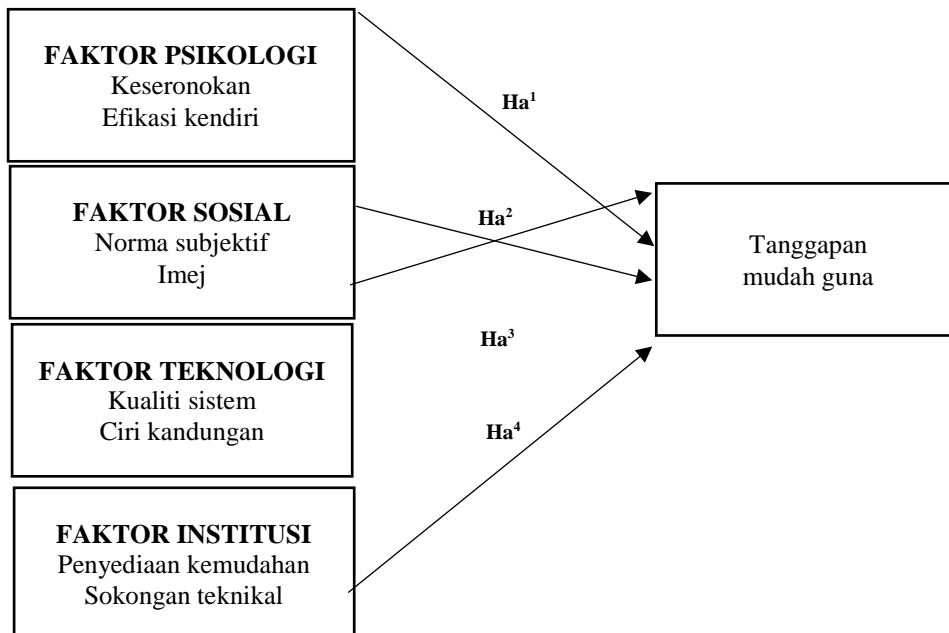 FAKTOR PSIKOLOGI
Keseronokan
Efikasi kendiri
Ha¹
FAKTOR SOSIAL
Norma subjektif
Imej
Ha²
Tanggapan
mudah guna
Ha³
FAKTOR TEKNOLOGI
Kualiti sistem
Ciri kandungan
Ha⁴
FAKTOR INSTITUSI
Penyediaan kemudahan
Sokongan teknikal